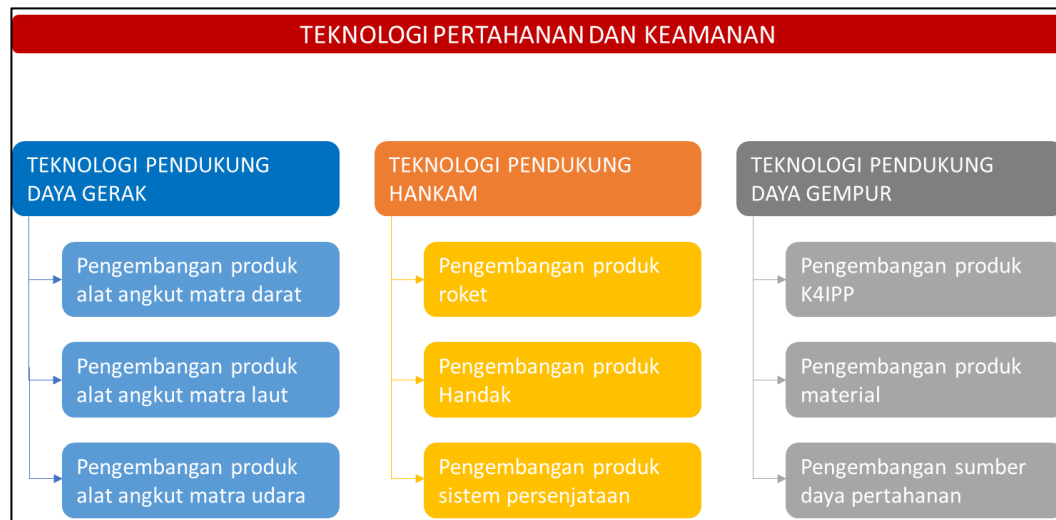 TEKNOLOGI PERTAHANAN DAN KEAMANAN
TEKNOLOGI PENDUKUNG
DAYA GERAK
Pengembangan produk
alat angkut matra darat
Pengembangan produk
alat angkut matra laut
Pengembangan produk
alat angkut matra udara
TEKNOLOGI PENDUKUNG
HANKAM
Pengembangan produk
roket
Pengembangan produk
Handak
Pengembangan produk
sistem persenjataan
TEKNOLOGI PENDUKUNG
DAYA GEMPUR
Pengembangan produk
K4IPP
Pengembangan produk
material
Pengembangan sumber
daya pertahanan